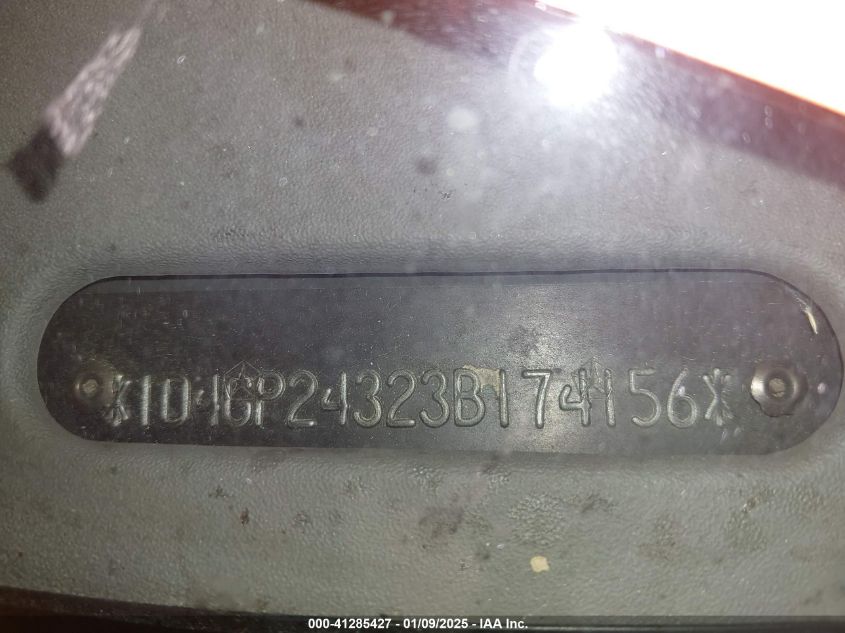 *1D4GP24323B174156*
000-41285427 - 01/09/2025 - IAA Inc.